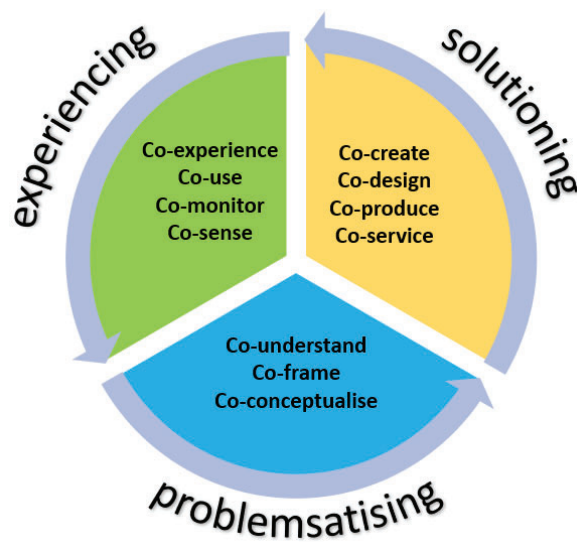 experiencing
solutioning
Co-experience
Co-use
Co-monitor
Co-sense
Co-create
Co-design
Co-produce
Co-service
Co-understand
Co-frame
Co-conceptualise
problemsatising